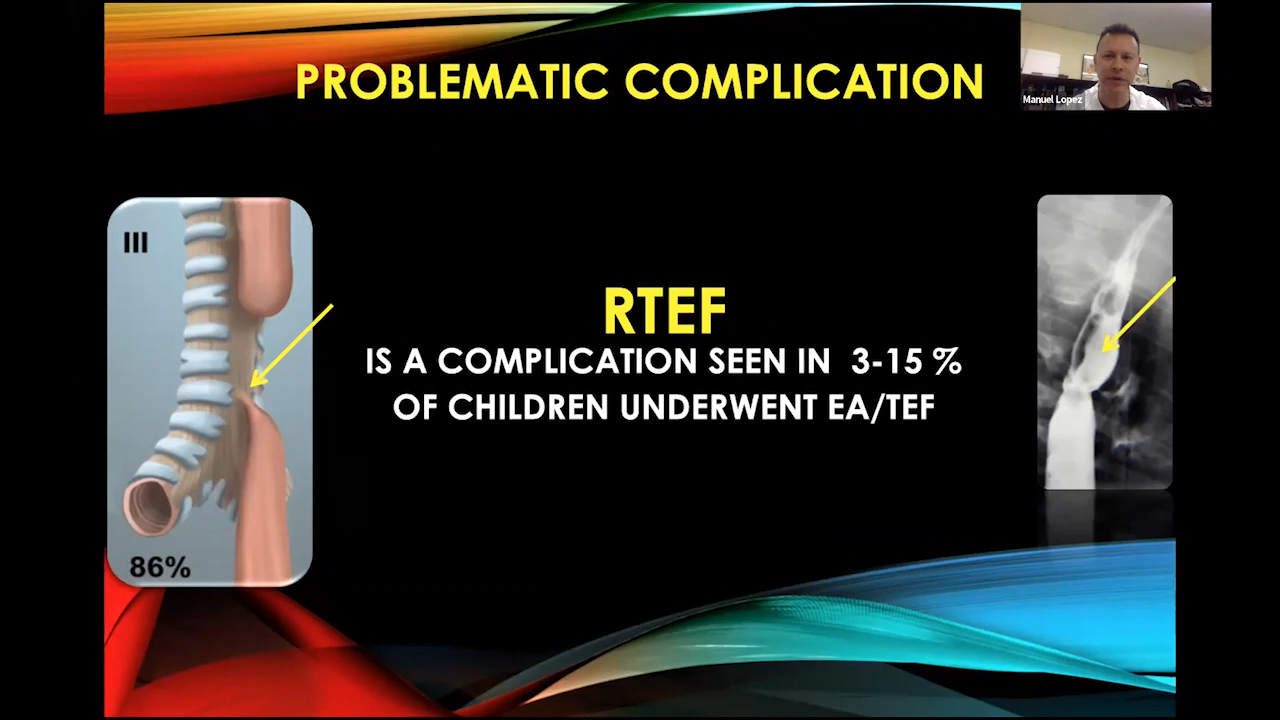 PROBLEMATIC COMPLICATION
Manuel Lopez
III
RTEF
IS A COMPLICATION SEEN IN 3-15 %
OF CHILDREN UNDERWENT EA/TEF
86%